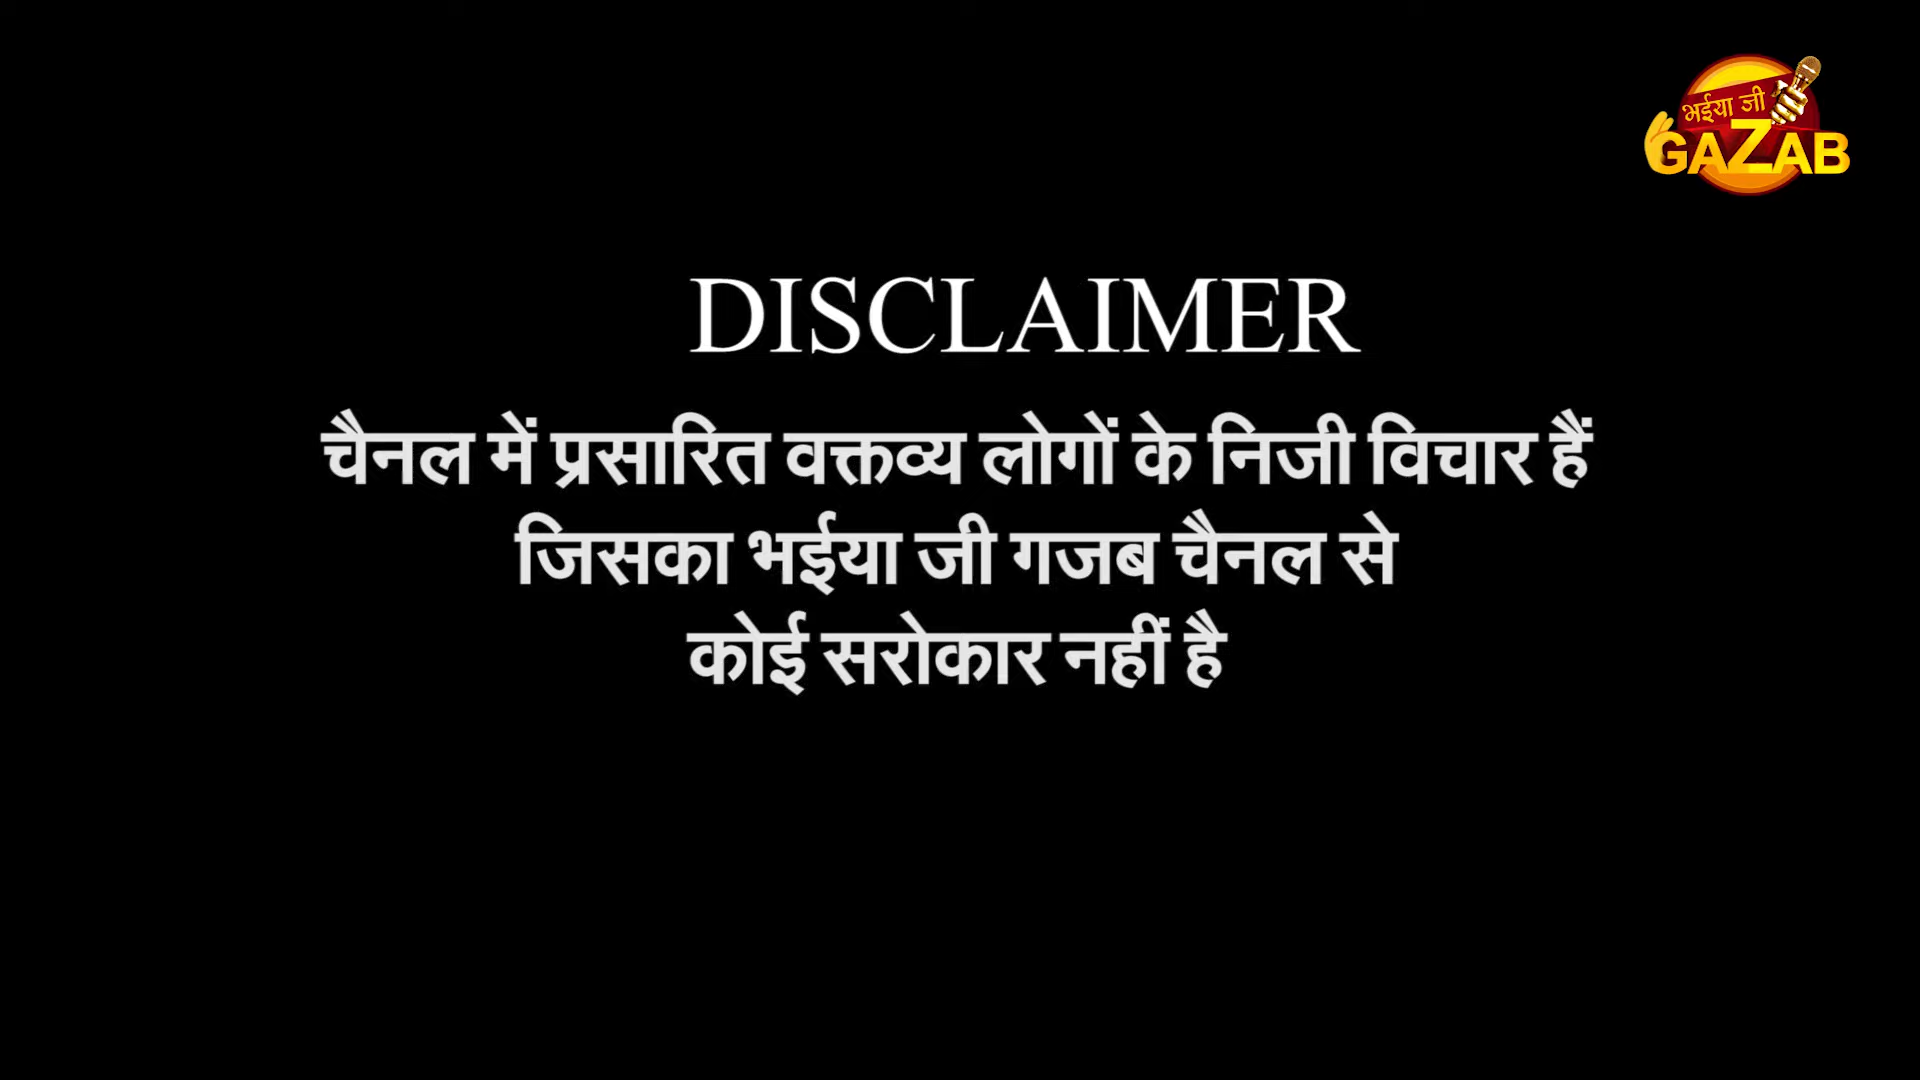 भईया जी
GAZAB
DISCLAIMER
चैनल में प्रसारित वक्तव्य लोगों के निजी विचार हैं
जिसका भईया जी गजब चैनल से
कोई सरोकार नहीं है